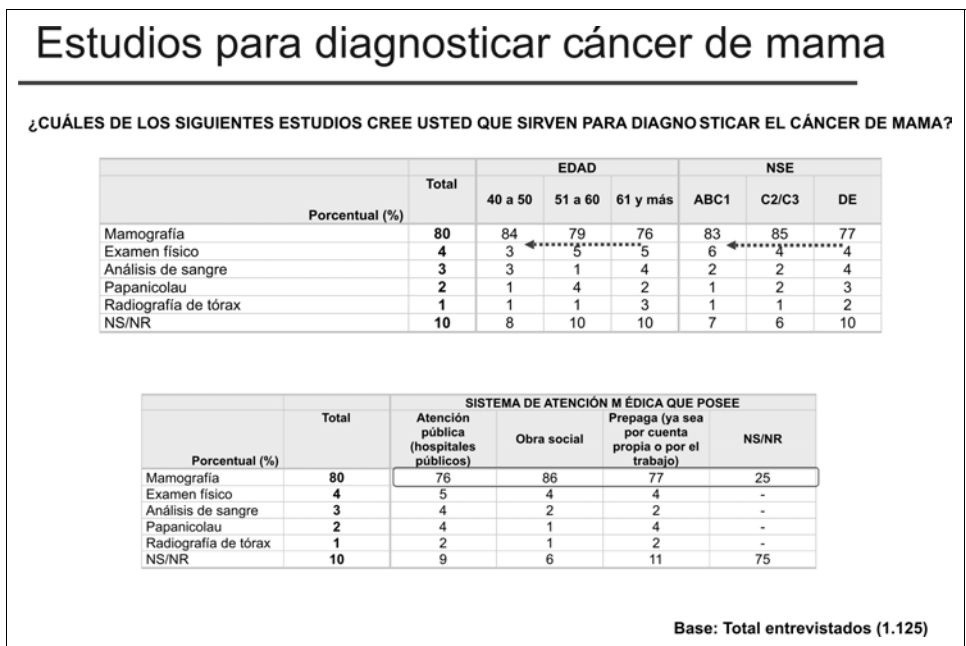 Estudios para diagnosticar cáncer de mama
¿CUÁLES DE LOS SIGUIENTES ESTUDIOS CREE USTED QUE SIRVEN PARA DIAGNO STICAR EL CÁNCER DE MAMA?
EDAD NSE
Porcentual (%) Total 40 a 50 51 a 60 61 y más ABC1 C2/C3 DE
Mamografía 80 84 79 76 83 85 77
Examen físico 4 3 5 5 6 4 4
Análisis de sangre 3 3 1 4 2 2 4
Papanicolau 2 1 4 2 1 2 3
Radiografía de tórax 1 1 1 3 1 1 2
NS/NR 10 8 10 10 7 6 10
SISTEMA DE ATENCIÓN M ÉDICA QUE POSEE
Total Atención Prepaga (ya sea
pública Obra social por cuenta NS/NR
(hospitales propia o por el
Porcentual (%) públicos) trabajo)
Mamografía 80 76 86 77 25
Examen físico 4 5 4 4 -
Análisis de sangre 3 4 2 2 -
Papanicolau 2 4 1 4 -
Radiografía de tórax 1 2 1 2 -
NS/NR 10 9 6 11 75
Base: Total entrevistados (1.125)